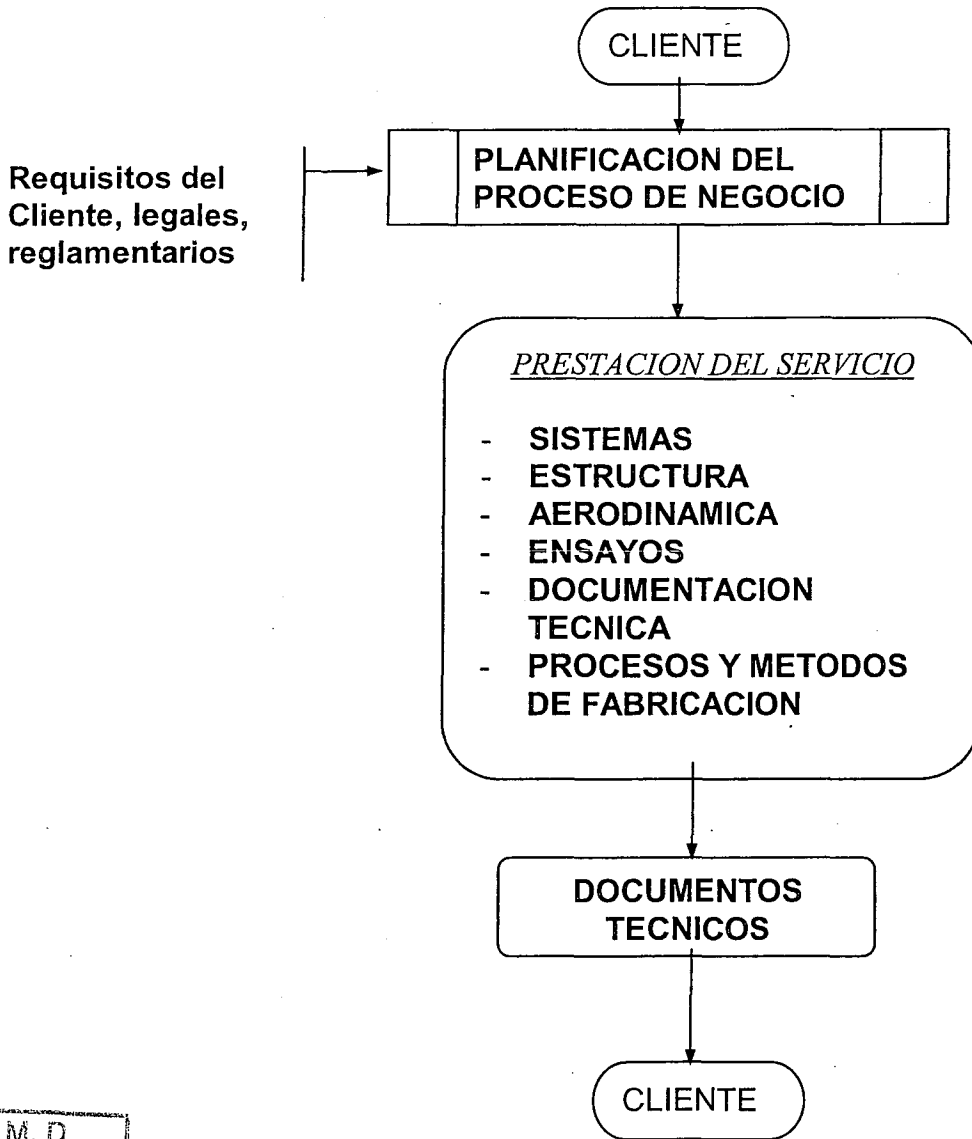 CLIENTE
Requisitos del
Cliente, legales,
reglamentarios
PLANIFICACION DEL
PROCESO DE NEGOCIO
PRESTACION DEL SERVICIO
- SISTEMAS
- ESTRUCTURA
- AERODINAMICA
- ENSAYOS
- DOCUMENTACION
TECNICA
- PROCESOS Y METODOS
DE FABRICACION
DOCUMENTOS
TECNICOS
CLIENTE
M. D.